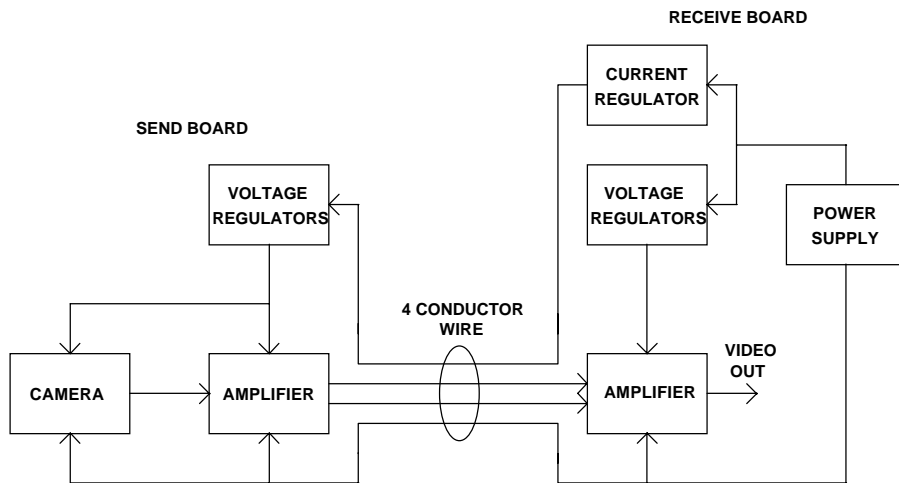 RECEIVE BOARD
CURRENT
REGULATOR
SEND BOARD
VOLTAGE
REGULATORS
VOLTAGE
REGULATORS
POWER
SUPPLY
4 CONDUCTOR
WIRE
CAMERA
AMPLIFIER
AMPLIFIER
VIDEO
OUT